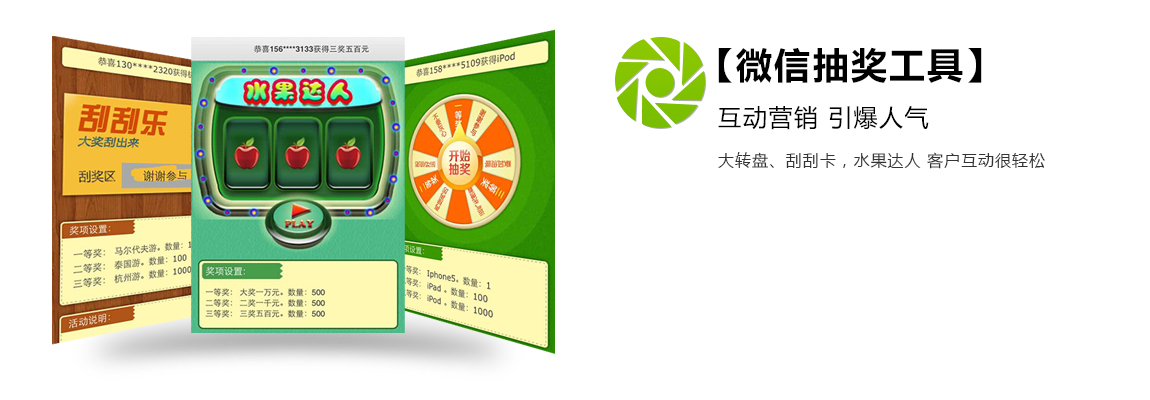 恭喜130****2320获得
刮刮乐
大奖刮出来
刮奖区
谢谢参与
奖项设置:
一等奖: 马尔代夫游。数量: 1
二等奖: 泰国游。数量: 100
三等奖: 杭州游。数量: 1000
活动说明:
恭喜156****3133获得三奖五百元
水果达人
PLAY
奖项设置:
一等奖: 大奖一万元。数量: 500
二等奖: 二奖一千元。数量: 500
三等奖: 三奖五百元。数量: 500
恭喜158****5109获得iPod
一等奖
开始
抽奖
设置:
等奖: Iphone5。数量: 1
等奖: iPad 。数量: 100
等奖: iPod 。数量: 1000
【微信抽奖工具】
互动营销 引爆人气
大转盘、刮刮卡，水果达人 客户互动很轻松